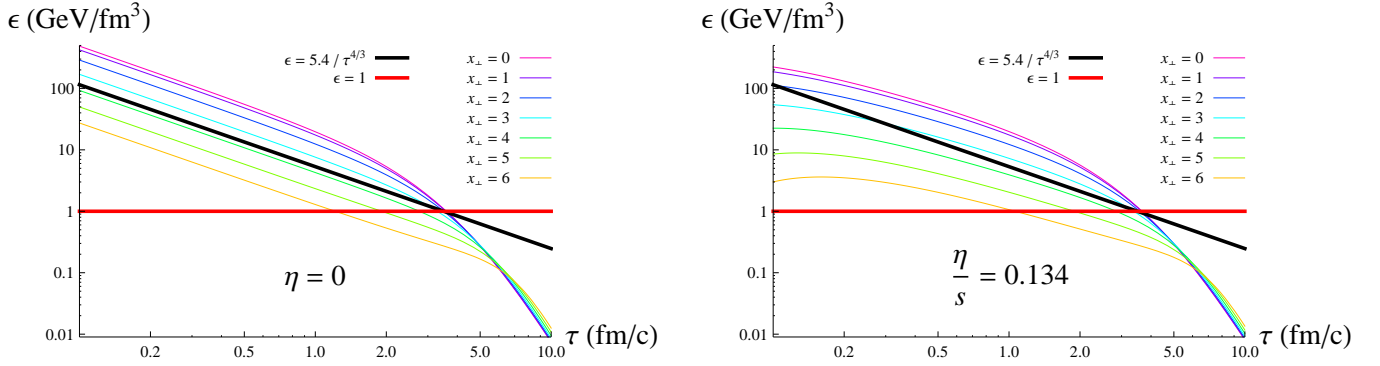 ϵ (GeV/fm³)
ϵ = 5.4 / τ^{4/3}
ϵ = 1
x⊥ = 0
x⊥ = 1
x⊥ = 2
x⊥ = 3
x⊥ = 4
x⊥ = 5
x⊥ = 6
100
10
1
0.1
0.01
η = 0
0.2
0.5
1.0
2.0
5.0
10.0
τ (fm/c)
ϵ (GeV/fm³)
ϵ = 5.4 / τ^{4/3}
ϵ = 1
x⊥ = 0
x⊥ = 1
x⊥ = 2
x⊥ = 3
x⊥ = 4
x⊥ = 5
x⊥ = 6
100
10
1
0.1
0.01
η/s = 0.134
0.2
0.5
1.0
2.0
5.0
10.0
τ (fm/c)